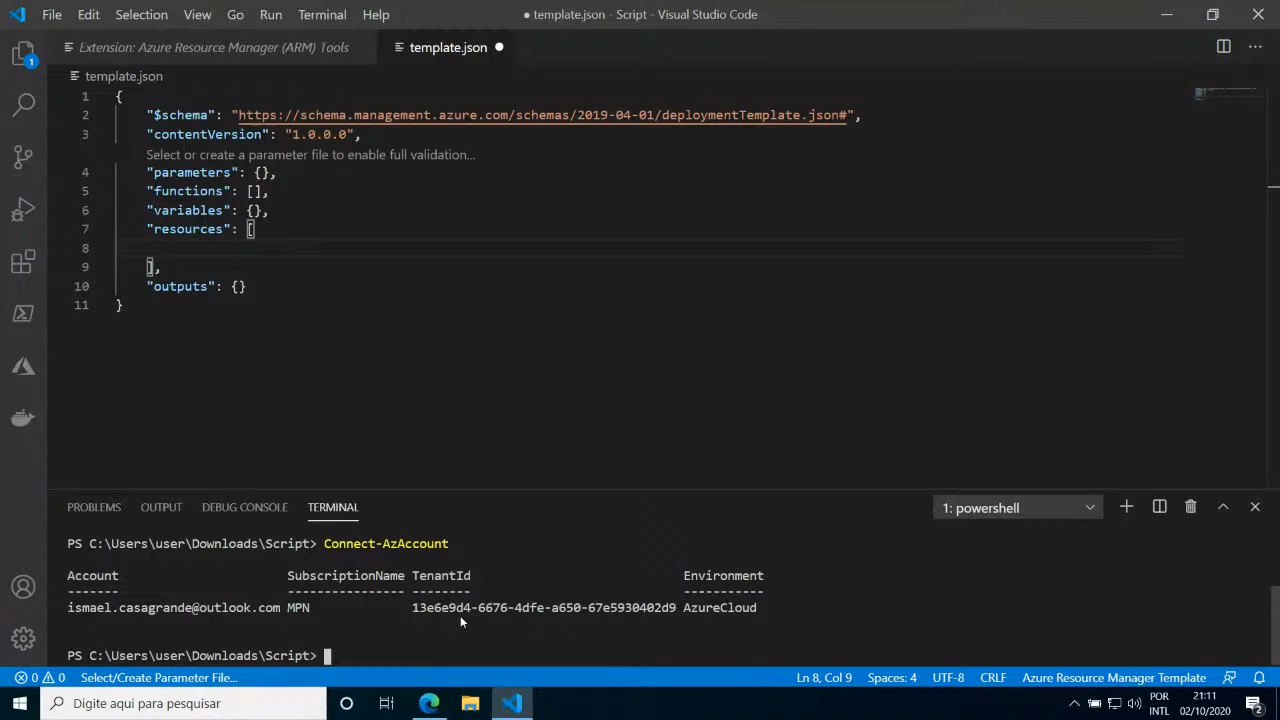 File Edit Selection View Go Run Terminal Help ● template.json - Script - Visual Studio Code
Extension: Azure Resource Manager (ARM) Tools template.json
template.json
1 {
2 "$schema": "https://schema.management.azure.com/schemas/2019-04-01/deploymentTemplate.json#",
3 "contentVersion": "1.0.0.0",
Select or create a parameter file to enable full validation...
4 "parameters": {},
5 "functions": [],
6 "variables": {},
7 "resources": [
8
9 ],
10 "outputs": {}
11 }
PROBLEMS OUTPUT DEBUG CONSOLE TERMINAL 1: powershell
PS C:\Users\user\Downloads\Script> Connect-AzAccount
Account SubscriptionName TenantId Environment
------- ---------------- -------- -----------
ismael.casagrande@outlook.com MPN 13e6e9d4-6676-4dfe-a650-67e5930402d9 AzureCloud
PS C:\Users\user\Downloads\Script>
0 0 Select/Create Parameter File... Ln 8, Col 9 Spaces: 4 UTF-8 CRLF Azure Resource Manager Template
Digite aqui para pesquisar POR 21:11
INTL 02/10/2020 2
1